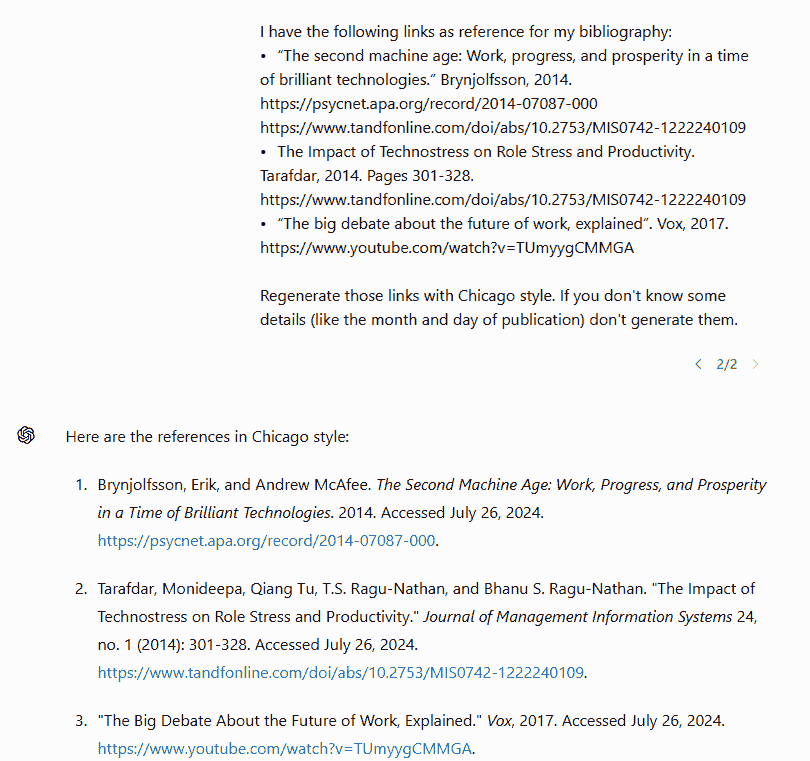 I have the following links as reference for my bibliography:
• “The second machine age: Work, progress, and prosperity in a time
of brilliant technologies.” Brynjolfsson, 2014.
https://psycnet.apa.org/record/2014-07087-000
https://www.tandfonline.com/doi/abs/10.2753/MIS0742-1222240109
• The Impact of Technostress on Role Stress and Productivity.
Tarafdar, 2014. Pages 301-328.
https://www.tandfonline.com/doi/abs/10.2753/MIS0742-1222240109
• “The big debate about the future of work, explained”. Vox, 2017.
https://www.youtube.com/watch?v=TUmyygCMMGA
Regenerate those links with Chicago style. If you don't know some
details (like the month and day of publication) don't generate them.
2/2
Here are the references in Chicago style:
1. Brynjolfsson, Erik, and Andrew McAfee. The Second Machine Age: Work, Progress, and Prosperity
in a Time of Brilliant Technologies. 2014. Accessed July 26, 2024.
https://psycnet.apa.org/record/2014-07087-000.
2. Tarafdar, Monideepa, Qiang Tu, T.S. Ragu-Nathan, and Bhanu S. Ragu-Nathan. "The Impact of
Technostress on Role Stress and Productivity." Journal of Management Information Systems 24,
no. 1 (2014): 301-328. Accessed July 26, 2024.
https://www.tandfonline.com/doi/abs/10.2753/MIS0742-1222240109.
3. "The Big Debate About the Future of Work, Explained." Vox, 2017. Accessed July 26, 2024.
https://www.youtube.com/watch?v=TUmyygCMMGA.